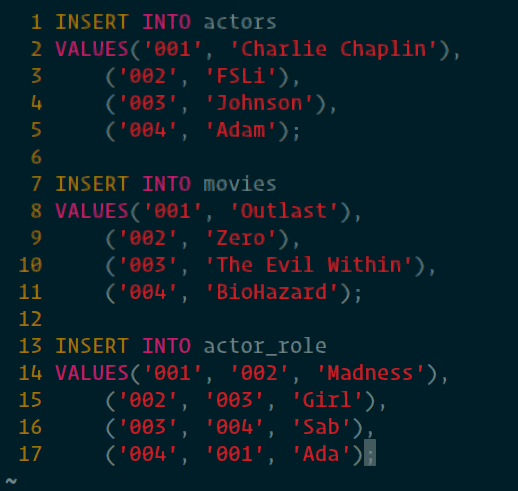 1 INSERT INTO actors
2 VALUES('001', 'Charlie Chaplin'),
3     ('002', 'FSLi'),
4     ('003', 'Johnson'),
5     ('004', 'Adam');
6
7 INSERT INTO movies
8 VALUES('001', 'Outlast'),
9     ('002', 'Zero'),
10     ('003', 'The Evil Within'),
11     ('004', 'BioHazard');
12
13 INSERT INTO actor_role
14 VALUES('001', '002', 'Madness'),
15     ('002', '003', 'Girl'),
16     ('003', '004', 'Sab'),
17     ('004', '001', 'Ada');
~